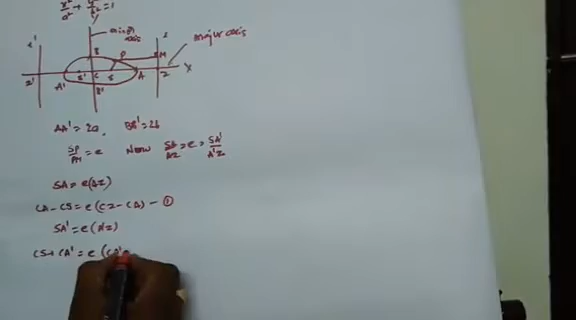 x²/a² + y²/b² = 1
minor axis
major axis
z' B P M
z' A' s' C s A z X
B'
AA' = 2a, BB' = 2b
SP/PM = e NOW SA/AZ = e = SA'/A'Z
SA = e(AZ)
CA - CS = e(CZ - CA) - ①
SA' = e(A'Z)
CS + CA' = e(CA'